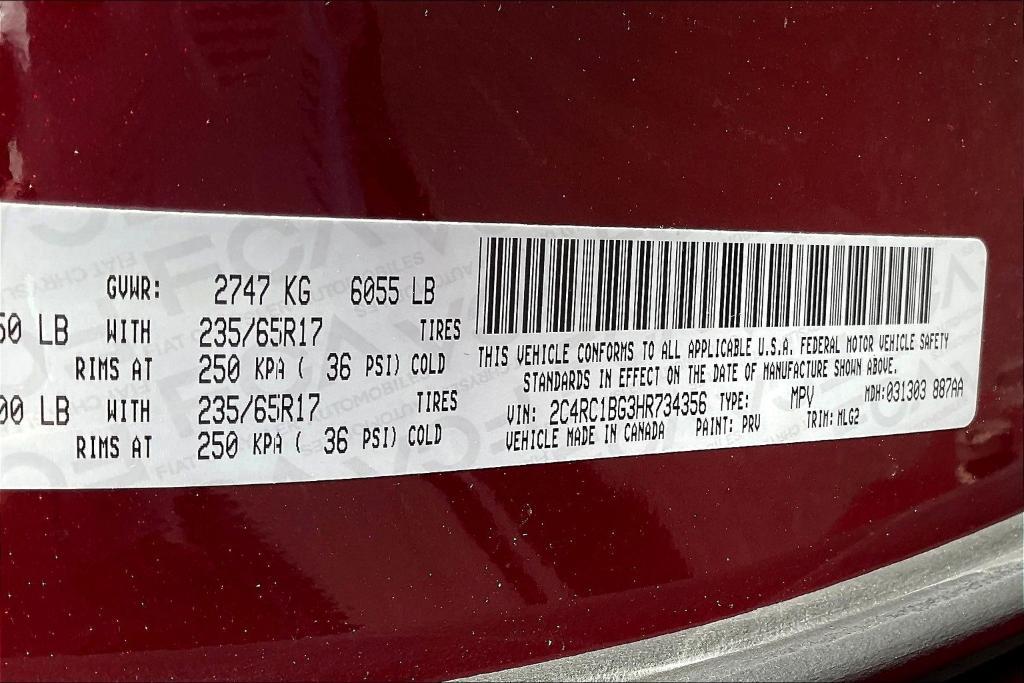 GVWR: 2747 KG 6055 LB
50 LB WITH 235/65R17 TIRES
RIMS AT 250 KPA ( 36 PSI) COLD
00 LB WITH 235/65R17 TIRES
RIMS AT 250 KPA ( 36 PSI) COLD
THIS VEHICLE CONFORMS TO ALL APPLICABLE U.S.A. FEDERAL MOTOR VEHICLE SAFETY
STANDARDS IN EFFECT ON THE DATE OF MANUFACTURE SHOWN ABOVE.
VIN: 2C4RC1BG3HR734356 TYPE: MPV MDH:031303 887AA
VEHICLE MADE IN CANADA PAINT: PRV TRIM: MLG2